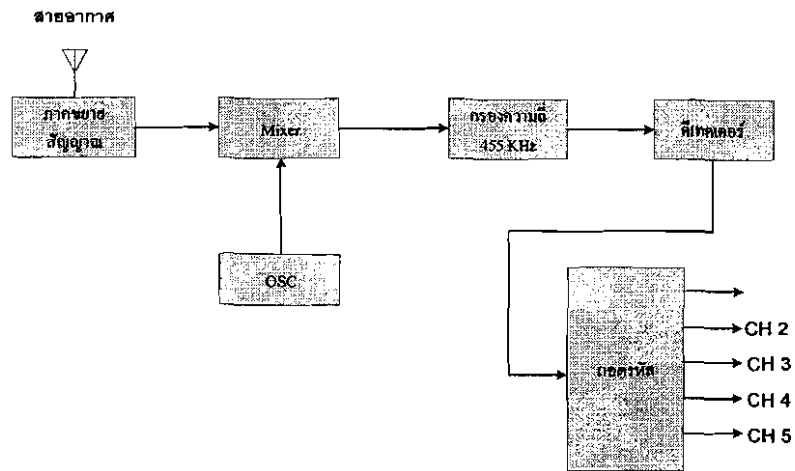 สายอากาศ
ภาคขยาย
สัญญาณ
Mixer
กรองความถี่
455 KHz
ดีเทคเตอร์
OSC
ถอดรหัส
CH 2
CH 3
CH 4
CH 5